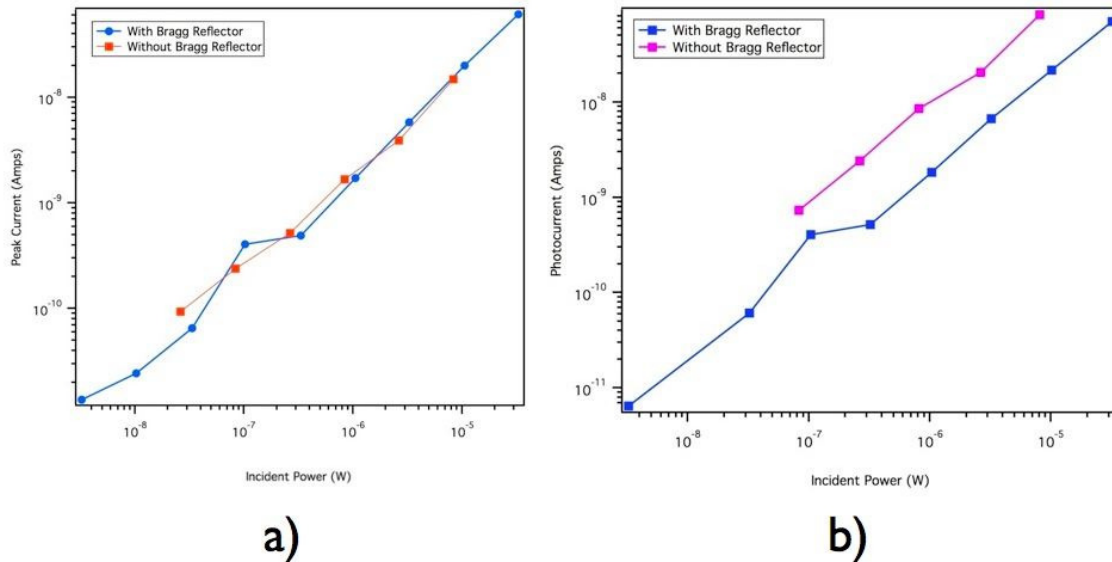 With Bragg Reflector
Without Bragg Reflector
Peak Current (Amps)
10-8
10-9
10-10
10-8
10-7
10-6
10-5
Incident Power (W)
a)
With Bragg Reflector
Without Bragg Reflector
Photocurrent (Amps)
10-8
10-9
10-10
10-11
10-8
10-7
10-6
10-5
Incident Power (W)
b)